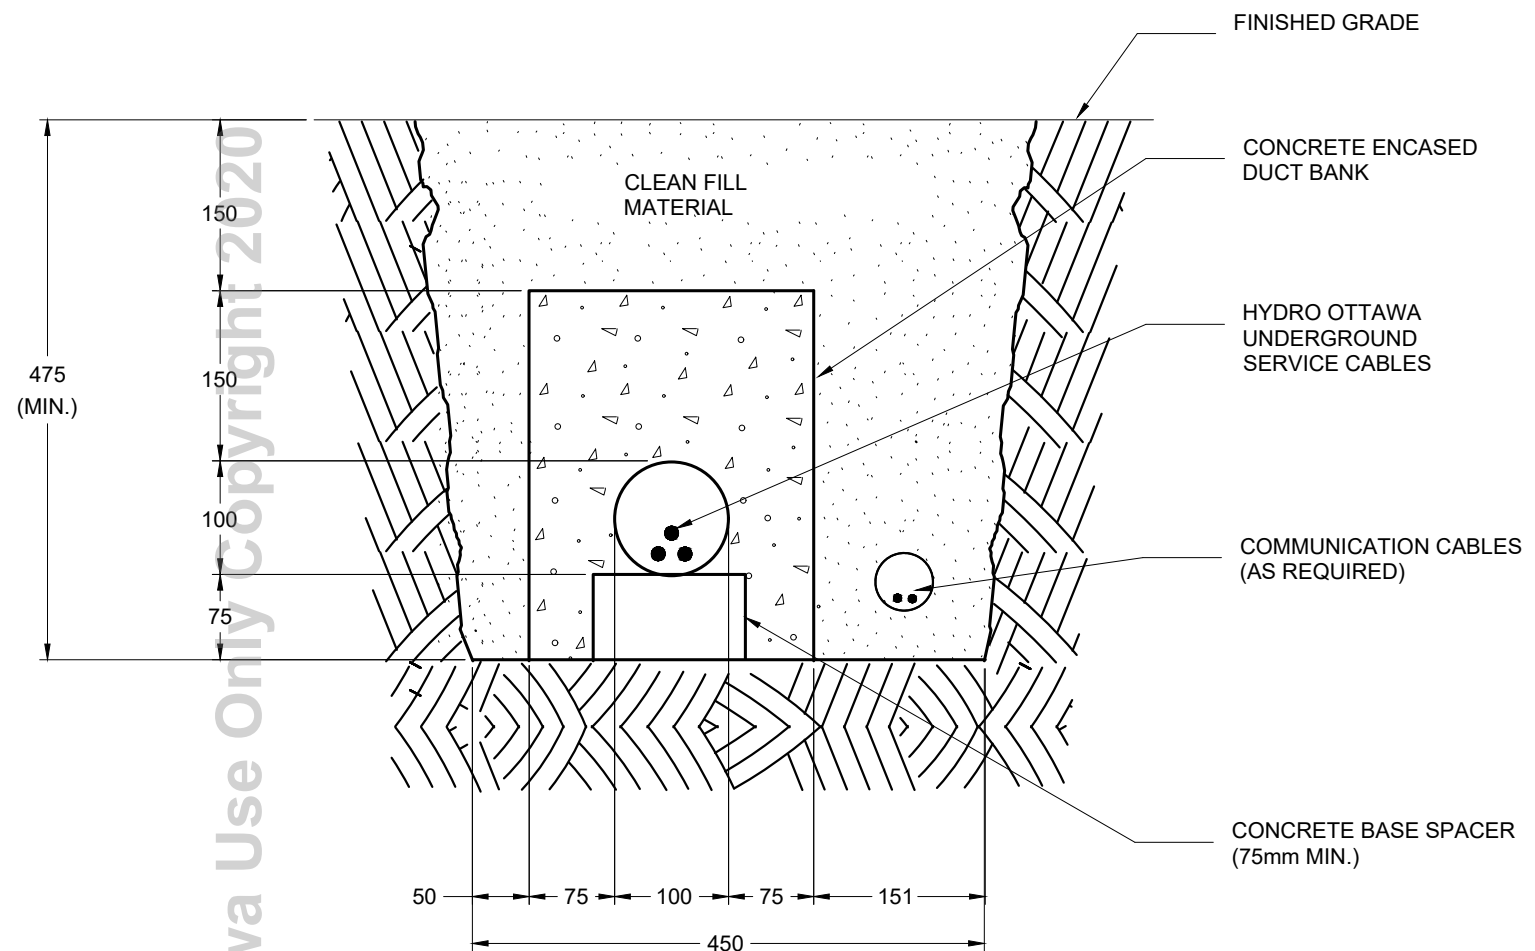 FINISHED GRADE
CONCRETE ENCASED
DUCT BANK
CLEAN FILL
MATERIAL
150
HYDRO OTTAWA
UNDERGROUND
SERVICE CABLES
475
(MIN.)
150
100
COMMUNICATION CABLES
(AS REQUIRED)
75
CONCRETE BASE SPACER
(75mm MIN.)
50
75
100
75
151
450
wa Use Only Copyright 2020